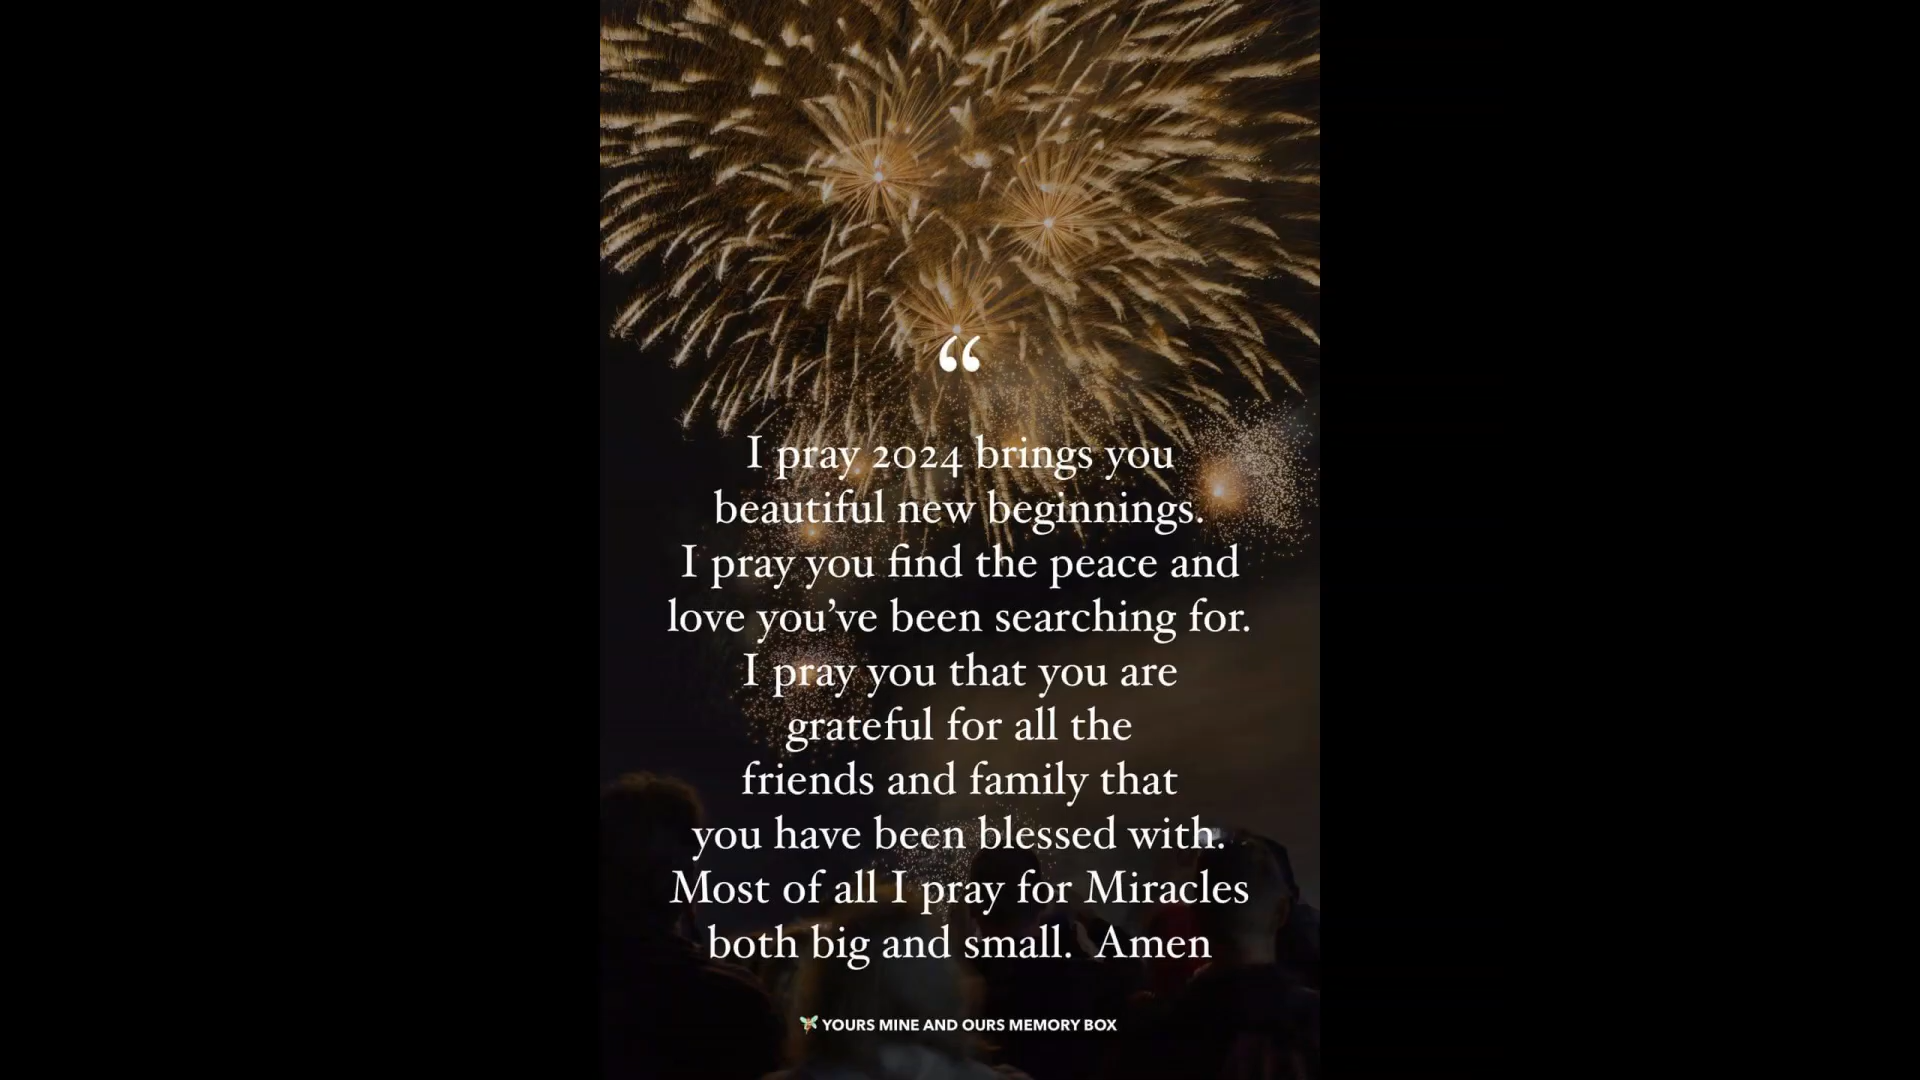 “
I pray 2024 brings you
beautiful new beginnings.
I pray you find the peace and
love you’ve been searching for.
I pray you that you are
grateful for all the
friends and family that
you have been blessed with.
Most of all I pray for Miracles
both big and small.  Amen
YOURS MINE AND OURS MEMORY BOX